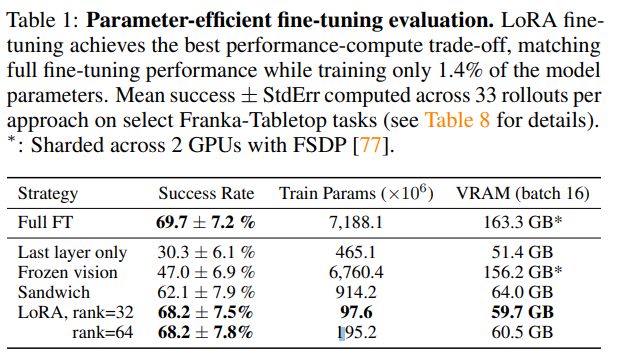 Table 1: Parameter-efficient fine-tuning evaluation. LoRA fine-
tuning achieves the best performance-compute trade-off, matching
full fine-tuning performance while training only 1.4% of the model
parameters. Mean success ± StdErr computed across 33 rollouts per
approach on select Franka-Tabletop tasks (see Table 8 for details).
*: Sharded across 2 GPUs with FSDP [77].
Strategy Success Rate Train Params (×10⁶) VRAM (batch 16)
Full FT 69.7 ± 7.2 % 7,188.1 163.3 GB*
Last layer only 30.3 ± 6.1 % 465.1 51.4 GB
Frozen vision 47.0 ± 6.9 % 6,760.4 156.2 GB*
Sandwich 62.1 ± 7.9 % 914.2 64.0 GB
LoRA, rank=32 68.2 ± 7.5% 97.6 59.7 GB
rank=64 68.2 ± 7.8% 195.2 60.5 GB